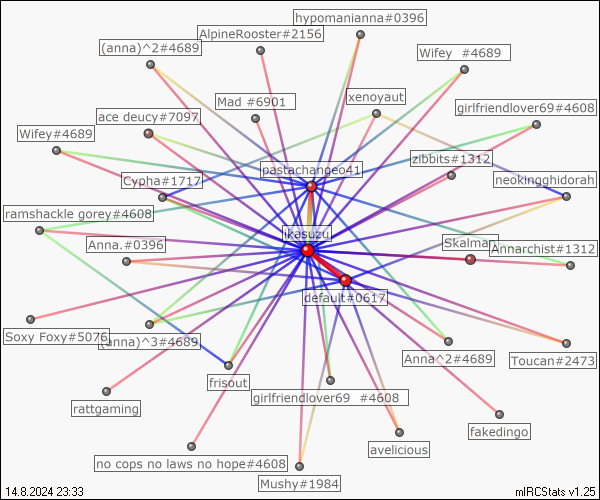 hypomanianna#0396
AlpineRooster#2156
(anna)^2#4689
Wifey  #4689
Mad #6901
xenoyaut
girlfriendlover69#4608
ace deucy#7097
Wifey#4689
zibbits#1312
pastachangeo41
Cypha#1717
neokingghidorah
ramshackle gorey#4608
ikasuzu
Skalman
Anna.#0396
Annarchist#1312
default#0617
Soxy Foxy#5076
(anna)^3#4689
Anna^2#4689
Toucan#2473
frisout
girlfriendlover69  #4608
rattgaming
fakedingo
avelicious
no cops no laws no hope#4608
Mushy#1984
14.8.2024 23:33
mIRCStats v1.25